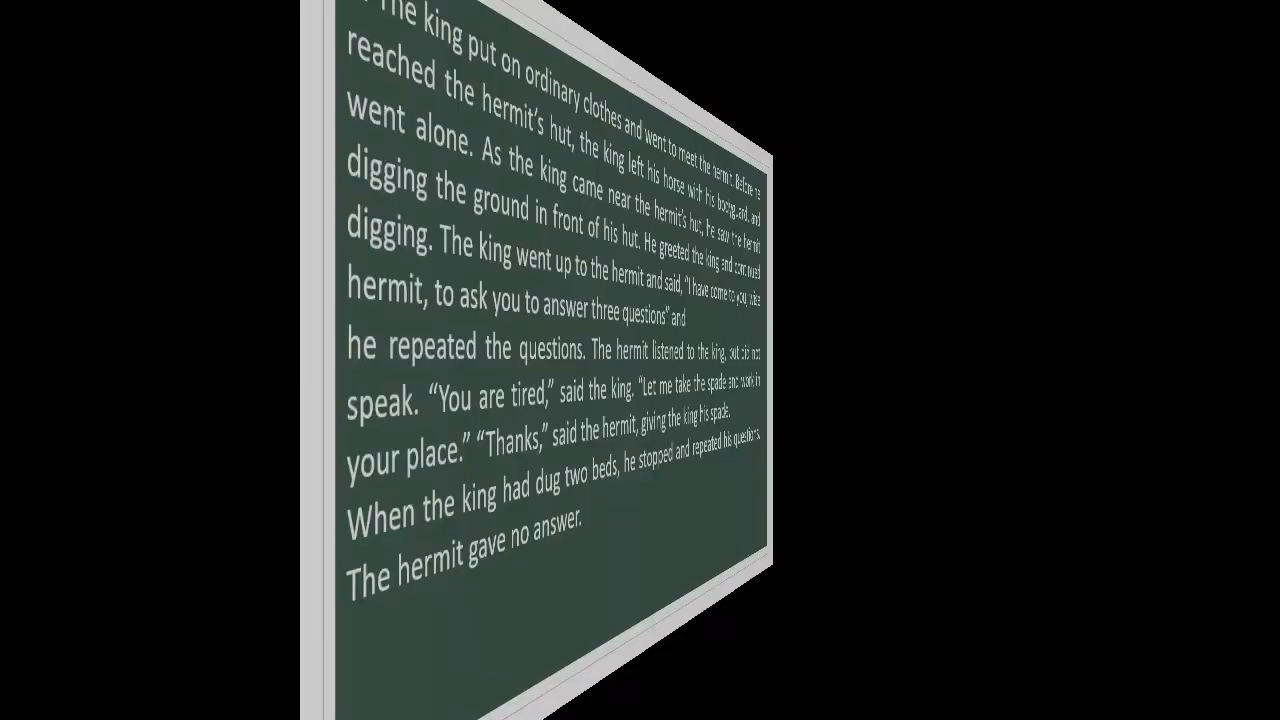 The king put on ordinary clothes and went to meet the hermit. Before he
reached the hermit’s hut, the king left his horse with his bodyguard, and
went alone. As the king came near the hermit’s hut, he saw the hermit
digging the ground in front of his hut. He greeted the king and continued
digging. The king went up to the hermit and said, “I have come to you, wise
hermit, to ask you to answer three questions” and
he repeated the questions. The hermit listened to the king, but did not
speak. “You are tired,” said the king. “Let me take the spade and work in
your place.” “Thanks,” said the hermit, giving the king his spade.
When the king had dug two beds, he stopped and repeated his questions.
The hermit gave no answer.